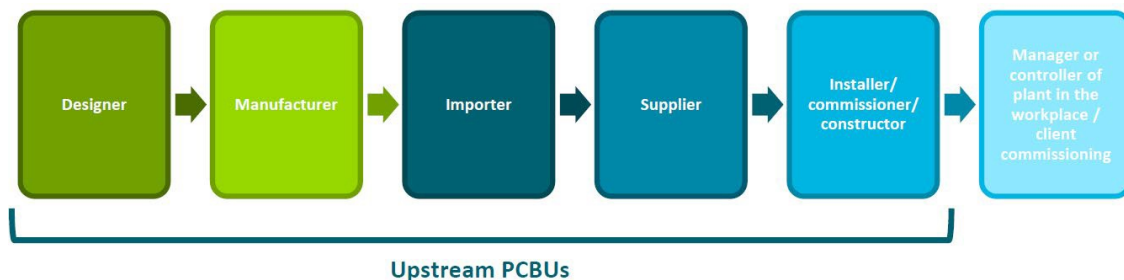 Designer
Manufacturer
Importer
Supplier
Installer/
commissioner/
constructor
Manager or
controller of
plant in the
workplace /
client
commissioning
Upstream PCBUs